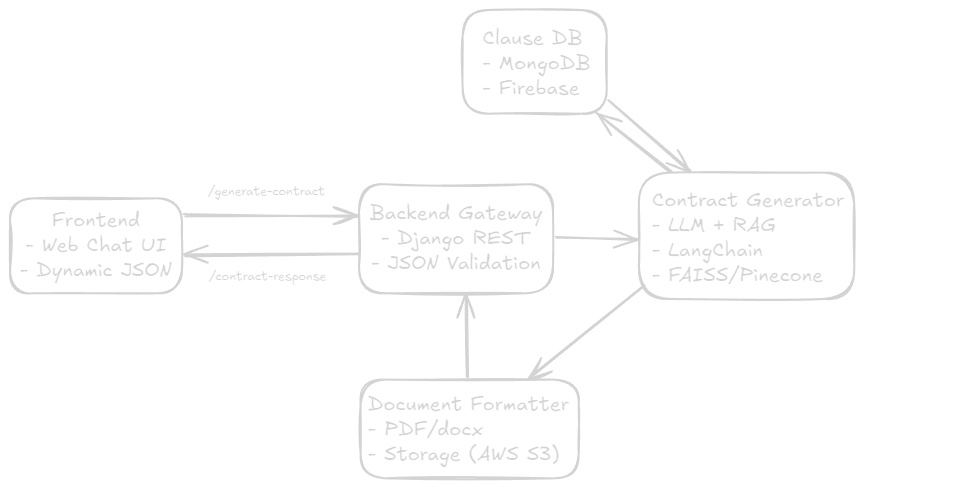 Clause DB
- MongoDB
- Firebase
/generate-contract
Frontend
- Web Chat UI
- Dynamic JSON
/contract-response
Backend Gateway
- Django REST
- JSON Validation
Contract Generator
- LLM + RAG
- LangChain
- FAISS/Pinecone
Document Formatter
- PDF/docx
- Storage (AWS S3)